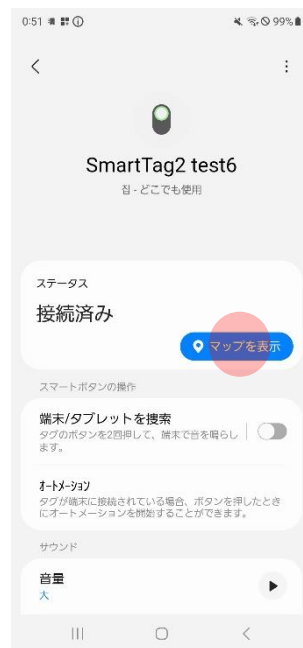 0:51
99%
SmartTag2 test6
집 - どこでも使用
ステータス
接続済み
マップを表示
スマートボタンの操作
端末/タブレットを捜索
タグのボタンを2回押して、端末で音を鳴らし
ます。
ｵｰﾄﾒｰｼｮﾝ
タグが端末に接続されている場合、ボタンを押したとき
にオートメーションを開始することができます。
サウンド
音量
大